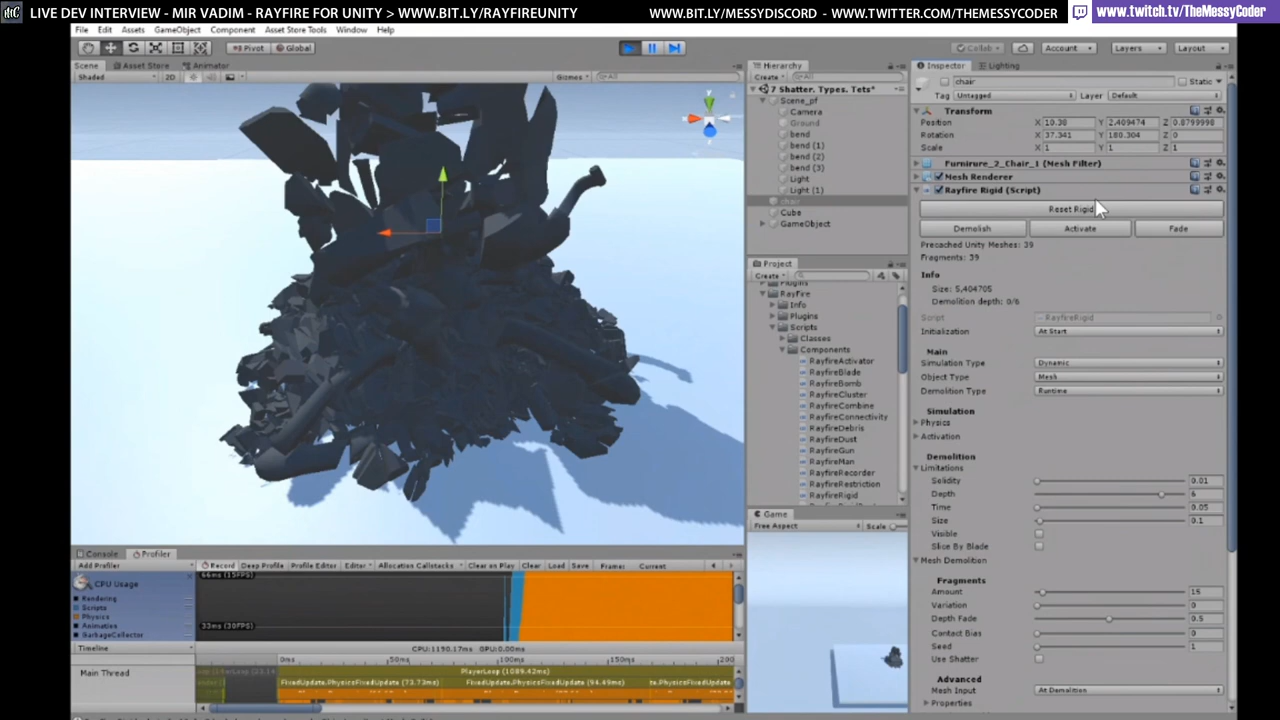 LIVE DEV INTERVIEW - MIR VADIM - RAYFIRE FOR UNITY > WWW.BIT.LY/RAYFIREUNITY
WWW.BIT.LY/MESSYDISCORD - WWW.TWITTER.COM/THEMESSYCODER
www.twitch.tv/TheMessyCoder
File Edit Assets GameObject Component Asset Store Tools Window Help
Pivot Global Collab Account Layers Layout
Scene Asset Store Animator
Shaded 2D Gizmos All
Hierarchy
Create All
7 Shatter. Types. Tets*
Scene_pf
Camera
Ground
bend
bend (1)
bend (2)
bend (3)
Light
Light (1)
chair
Cube
GameObject
Project
Create
Plugins
RayFire
Info
Plugins
Scripts
Classes
Components
RayfireActivator
RayfireBlade
RayfireBomb
RayfireCluster
RayfireCombine
RayfireConnectivity
RayfireDebris
RayfireDust
RayfireGun
RayfireMan
RayfireRecorder
RayfireRestriction
RayfireRigid
Game
Free Aspect Scale
Inspector Lighting
chair Static
Tag Untagged Layer Default
Transform
Position X 10.38 Y 2.409474 Z 0.8799998
Rotation X 37.341 Y 180.304 Z 0
Scale X 1 Y 1 Z 1
Furnirure_2_Chair_1 (Mesh Filter)
Mesh Renderer
Rayfire Rigid (Script)
Reset Rigid
Demolish Activate Fade
Precached Unity Meshes: 39
Fragments: 39
Info
Size: 5,404705
Demolition depth: 0/6
Script RayfireRigid
Initialization At Start
Main
Simulation Type Dynamic
Object Type Mesh
Demolition Type Runtime
Simulation
Physics
Activation
Demolition
Limitations
Solidity 0.01
Depth 6
Time 0.05
Size 0.1
Visible
Slice By Blade
Mesh Demolition
Fragments
Amount 15
Variation 0
Depth Fade 0.5
Contact Bias 0
Seed 1
Use Shatter
Advanced
Mesh Input At Demolition
Properties
Console Profiler
Add Profiler Record Deep Profile Profile Editor Editor Allocation Callstacks Clear on Play Clear Load Save Frame: Current
CPU Usage
Rendering
Scripts
Physics
Animation
GarbageCollector
66ms (15FPS)
33ms (30FPS)
Timeline CPU:1190.17ms GPU:0.00ms
0ms 50ms 100ms 150ms 200
Main Thread
PlayerLoop (1089.42ms)
FixedUpdate.PhysicsFixedUpdate (73.73ms) FixedUpdate.PhysicsFixedUpdate (94.49ms) te.PhysicsFixedUpdate (90.